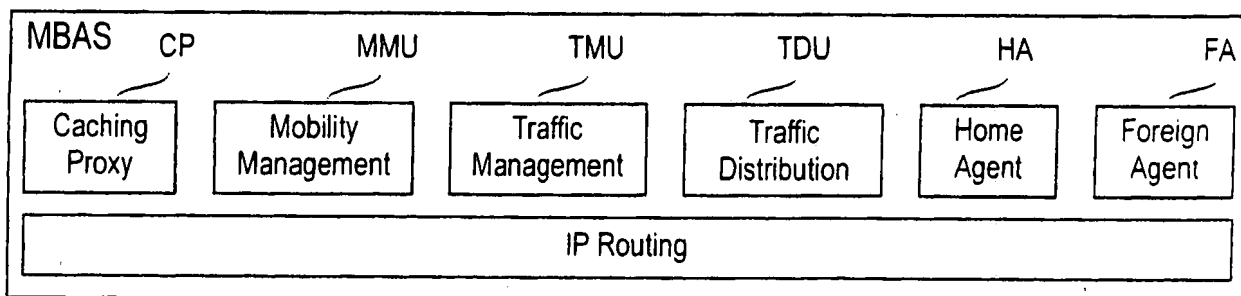 MBAS
CP MMU TMU TDU HA FA
Caching Proxy
Mobility Management
Traffic Management
Traffic Distribution
Home Agent
Foreign Agent
IP Routing